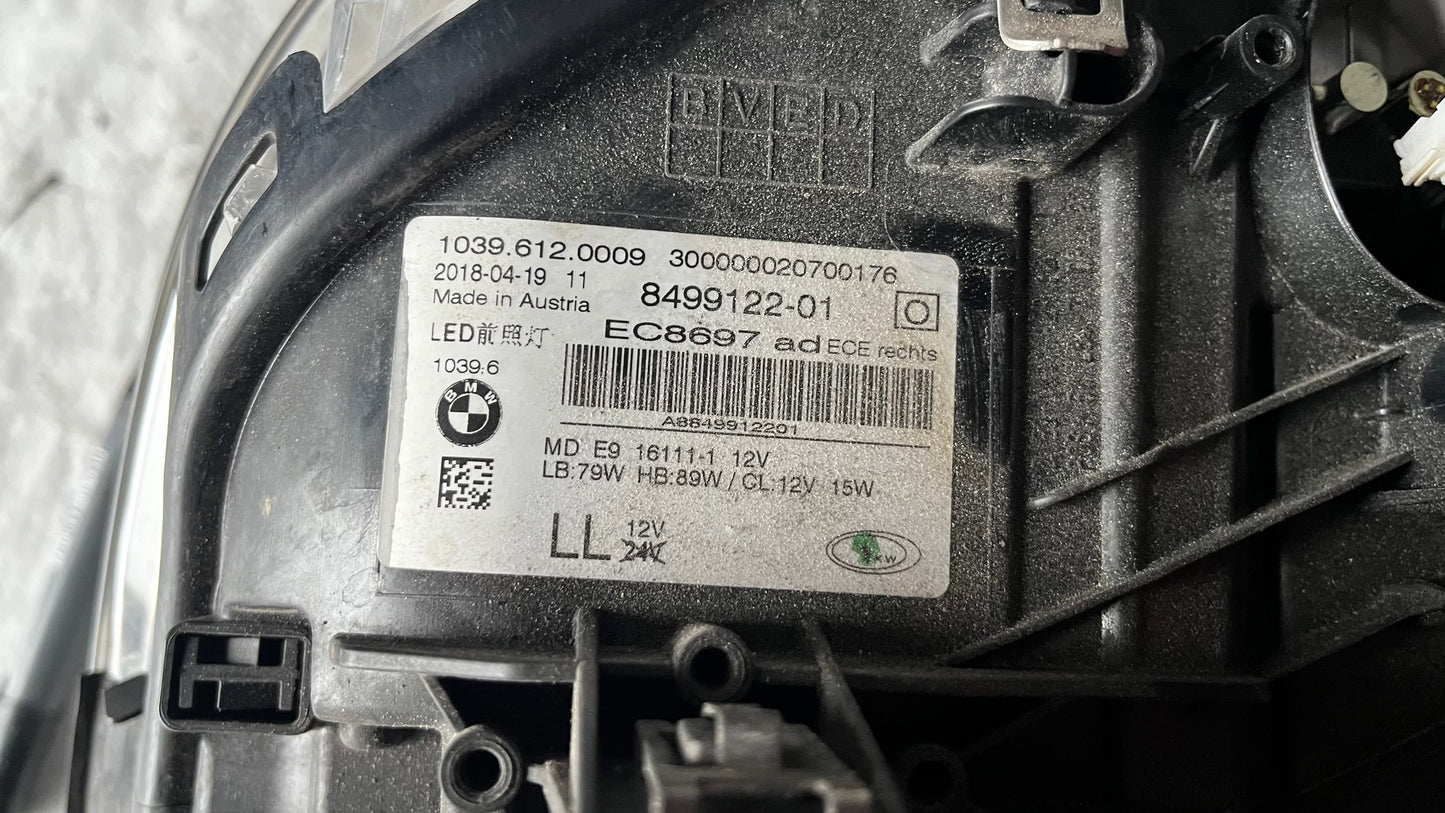 BVED
1039.612.0009 300000020700176
2018-04-19 11
Made in Austria 8499122-01
LED前照灯 EC8697 ad ECE rechts
1039.6
BMW
A8849912201
MD E9 16111-1 12V
LB:79W HB:89W / CL:12V 15W
LL 12V
24V